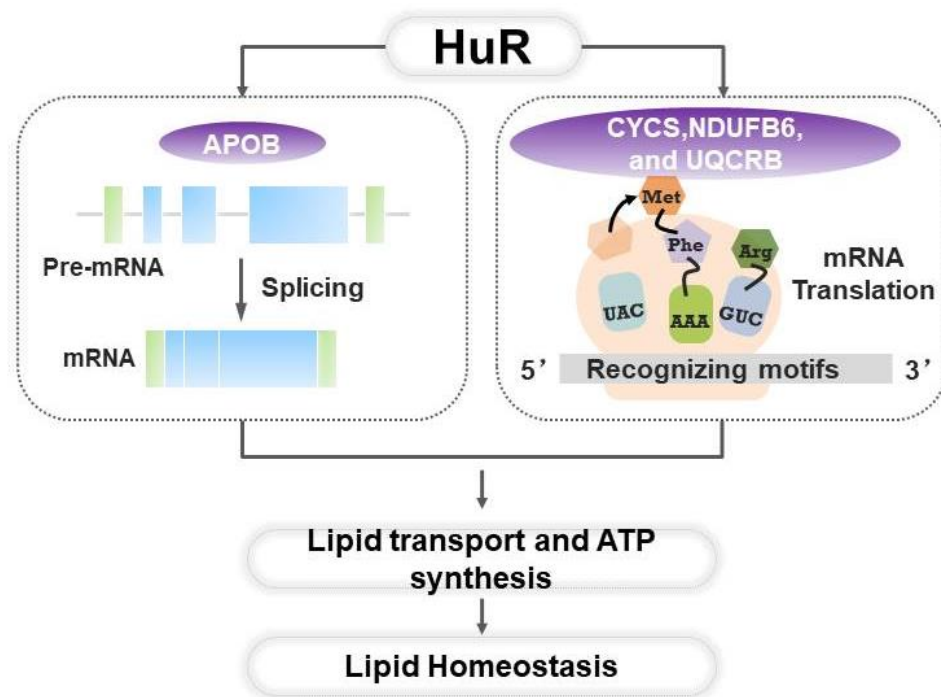 HuR
APOB
Pre-mRNA
Splicing
mRNA
CYCS,NDUFB6,
and UQCRB
Met
Phe
Arg
UAC
AAA
GUC
mRNA
Translation
5’ Recognizing motifs 3’
Lipid transport and ATP
synthesis
Lipid Homeostasis